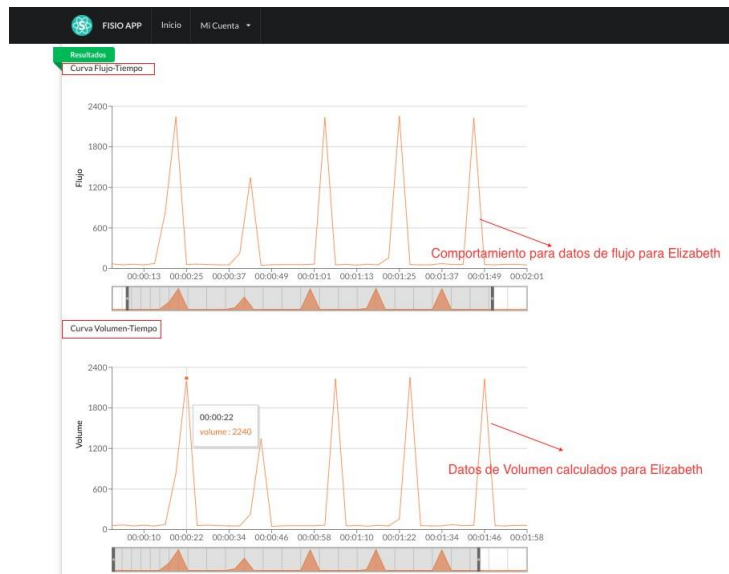 FISIO APP Inicio Mi Cuenta
Resultados
Curva Flujo-Tiempo
2400
1800
1200
600
0
Flujo
00:00:13 00:00:25 00:00:37 00:00:49 00:01:01 00:01:13 00:01:25 00:01:37 00:01:49 00:02:01
Comportamiento para datos de flujo para Elizabeth
Curva Volumen-Tiempo
2400
1800
1200
600
0
Volume
00:00:22
volume : 2240
Datos de Volumen calculados para Elizabeth
00:00:10 00:00:22 00:00:34 00:00:46 00:00:58 00:01:10 00:01:22 00:01:34 00:01:46 00:01:58